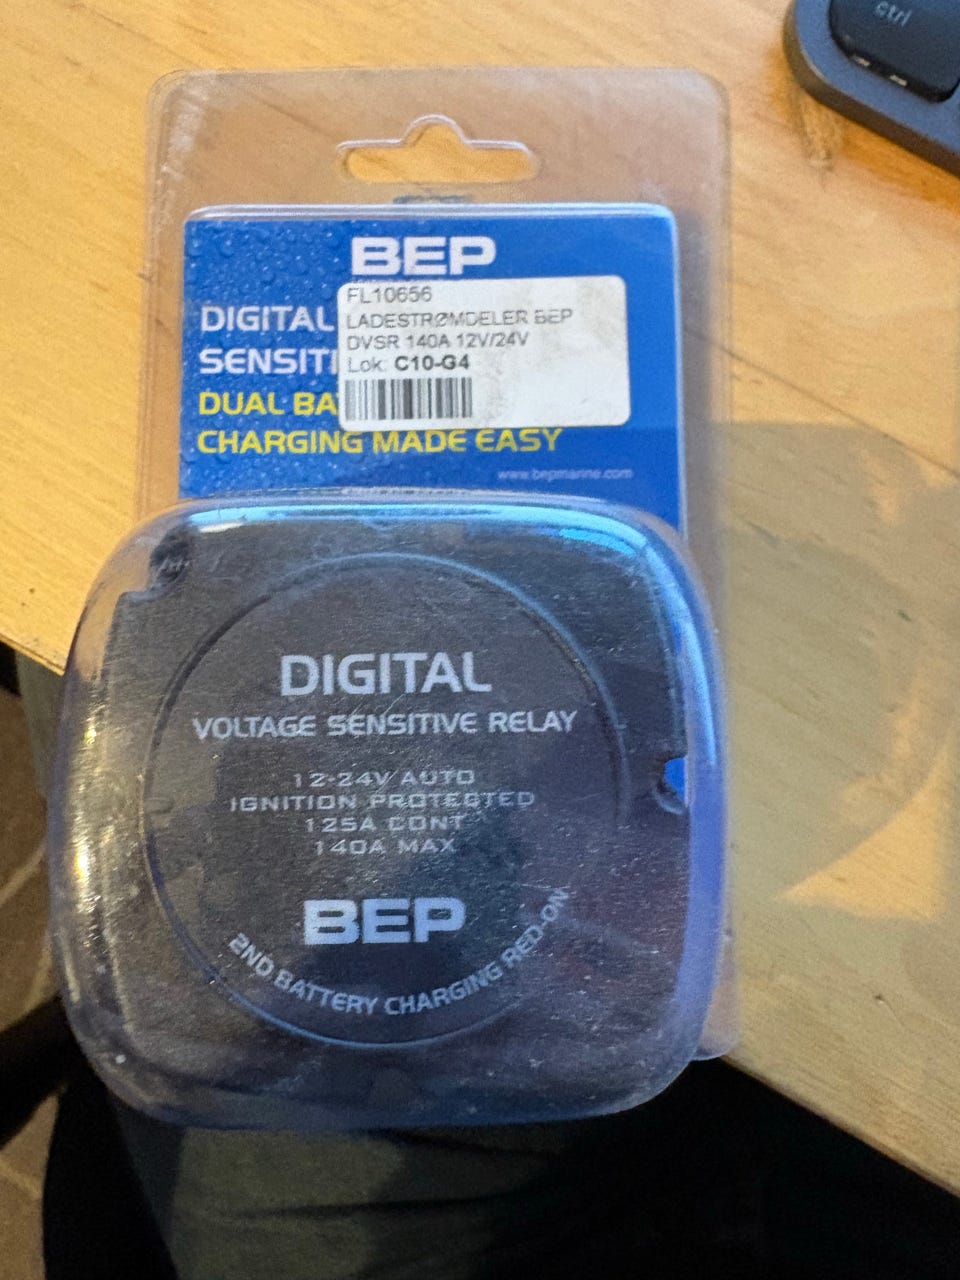 ctrl
BEP
FL10656
LADESTRØMDELER BEP
DVSR 140A 12V/24V
Lok: C10-G4
DIGITAL
SENSITI
DUAL BA
CHARGING MADE EASY
www.bepmarine.com
DIGITAL
VOLTAGE SENSITIVE RELAY
12-24V AUTO
IGNITION PROTECTED
125A CONT
140A MAX
BEP
2ND BATTERY CHARGING RED-ON